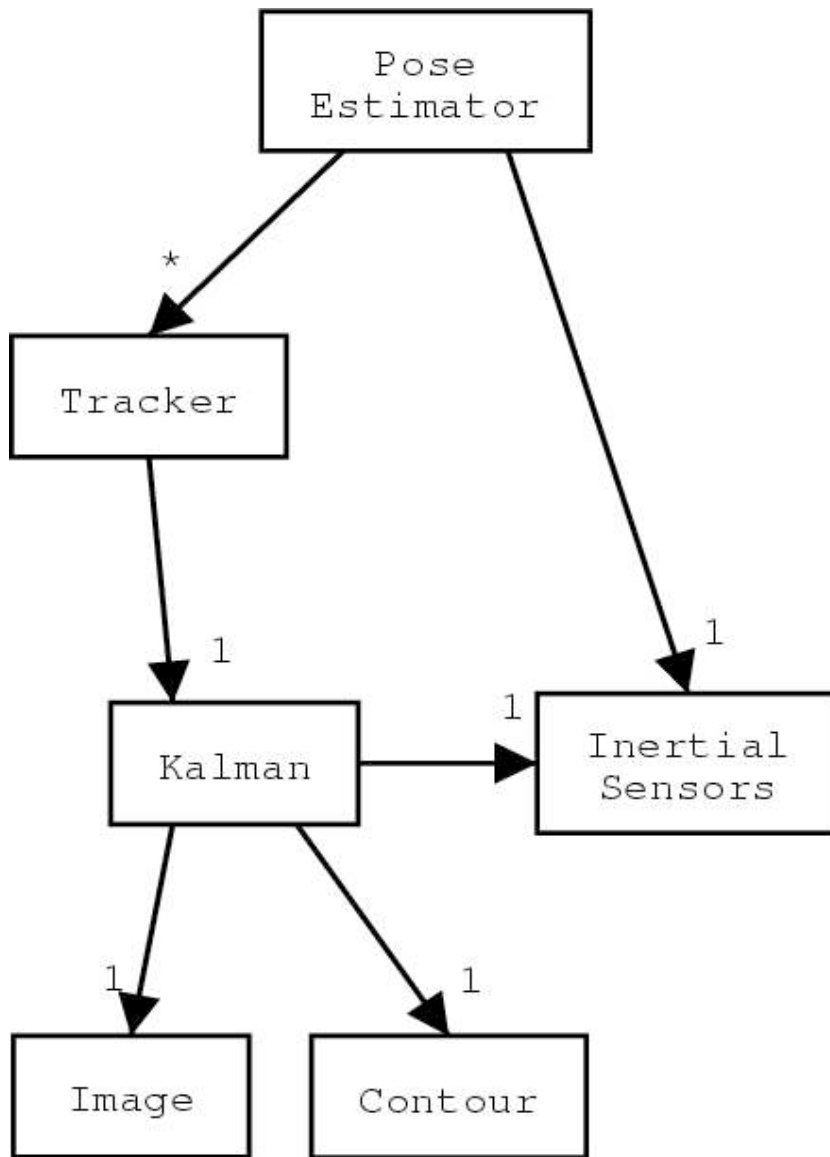 Pose
Estimator
*
Tracker
1
1
1
Kalman
Inertial
Sensors
1
1
Image
Contour